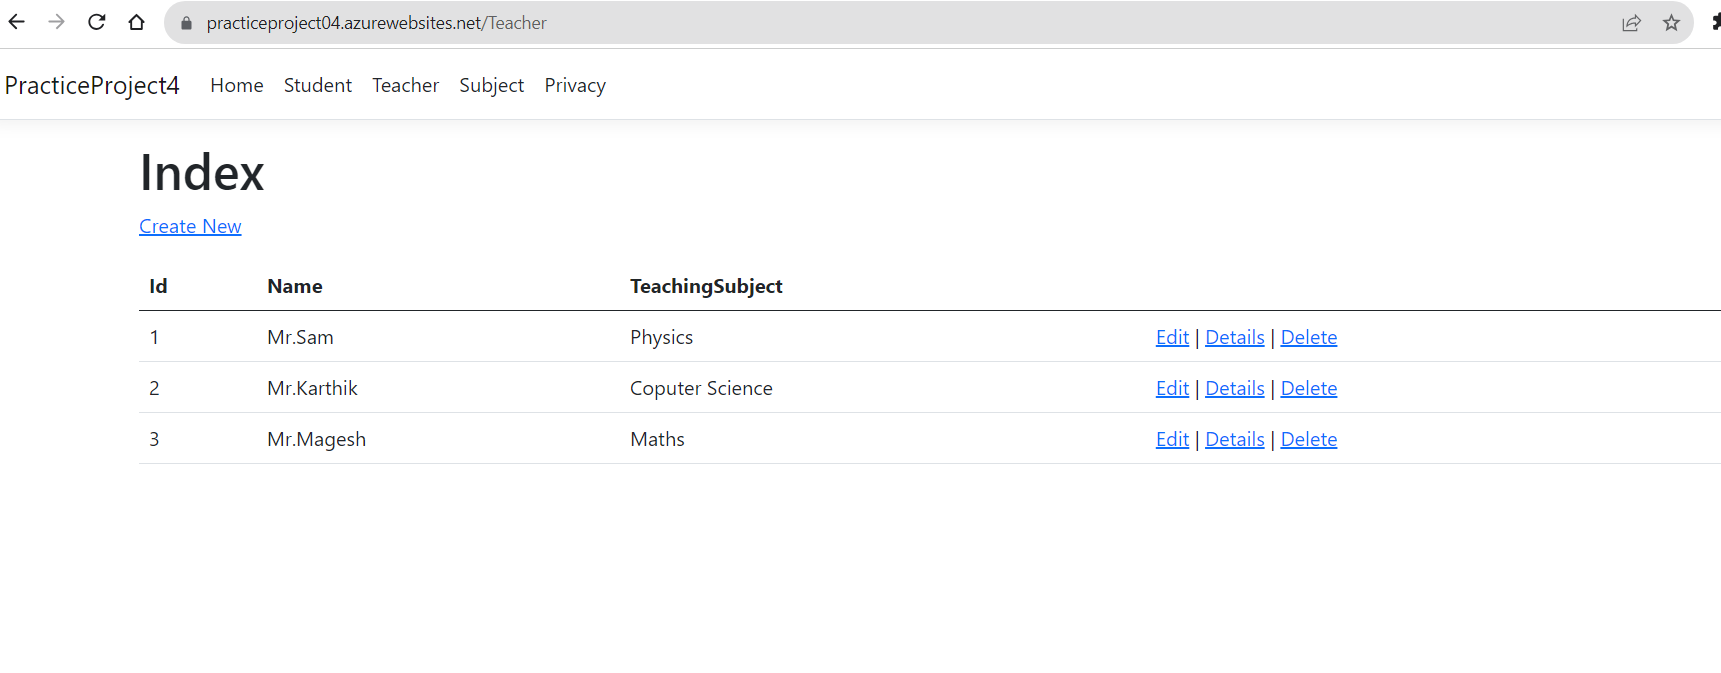 practiceproject04.azurewebsites.net/Teacher
PracticeProject4 Home Student Teacher Subject Privacy
Index
Create New
Id Name TeachingSubject
1 Mr.Sam Physics Edit | Details | Delete
2 Mr.Karthik Coputer Science Edit | Details | Delete
3 Mr.Magesh Maths Edit | Details | Delete